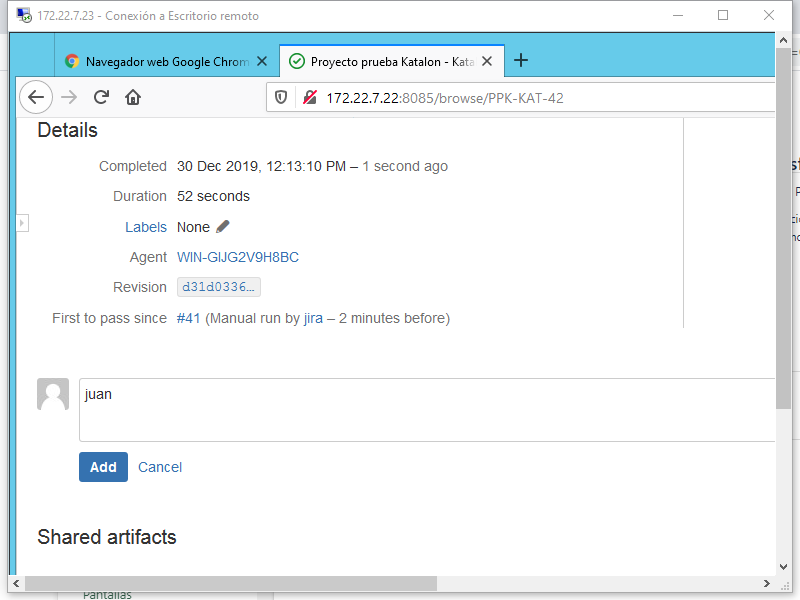 172.22.7.23 - Conexión a Escritorio remoto
Navegador web Google Chrom
Proyecto prueba Katalon - Kata
172.22.7.22:8085/browse/PPK-KAT-42
Details
Completed 30 Dec 2019, 12:13:10 PM – 1 second ago
Duration 52 seconds
Labels None
Agent WIN-GIJG2V9H8BC
Revision d31d0336…
First to pass since #41 (Manual run by jira – 2 minutes before)
juan
Add Cancel
Shared artifacts
Pantallas